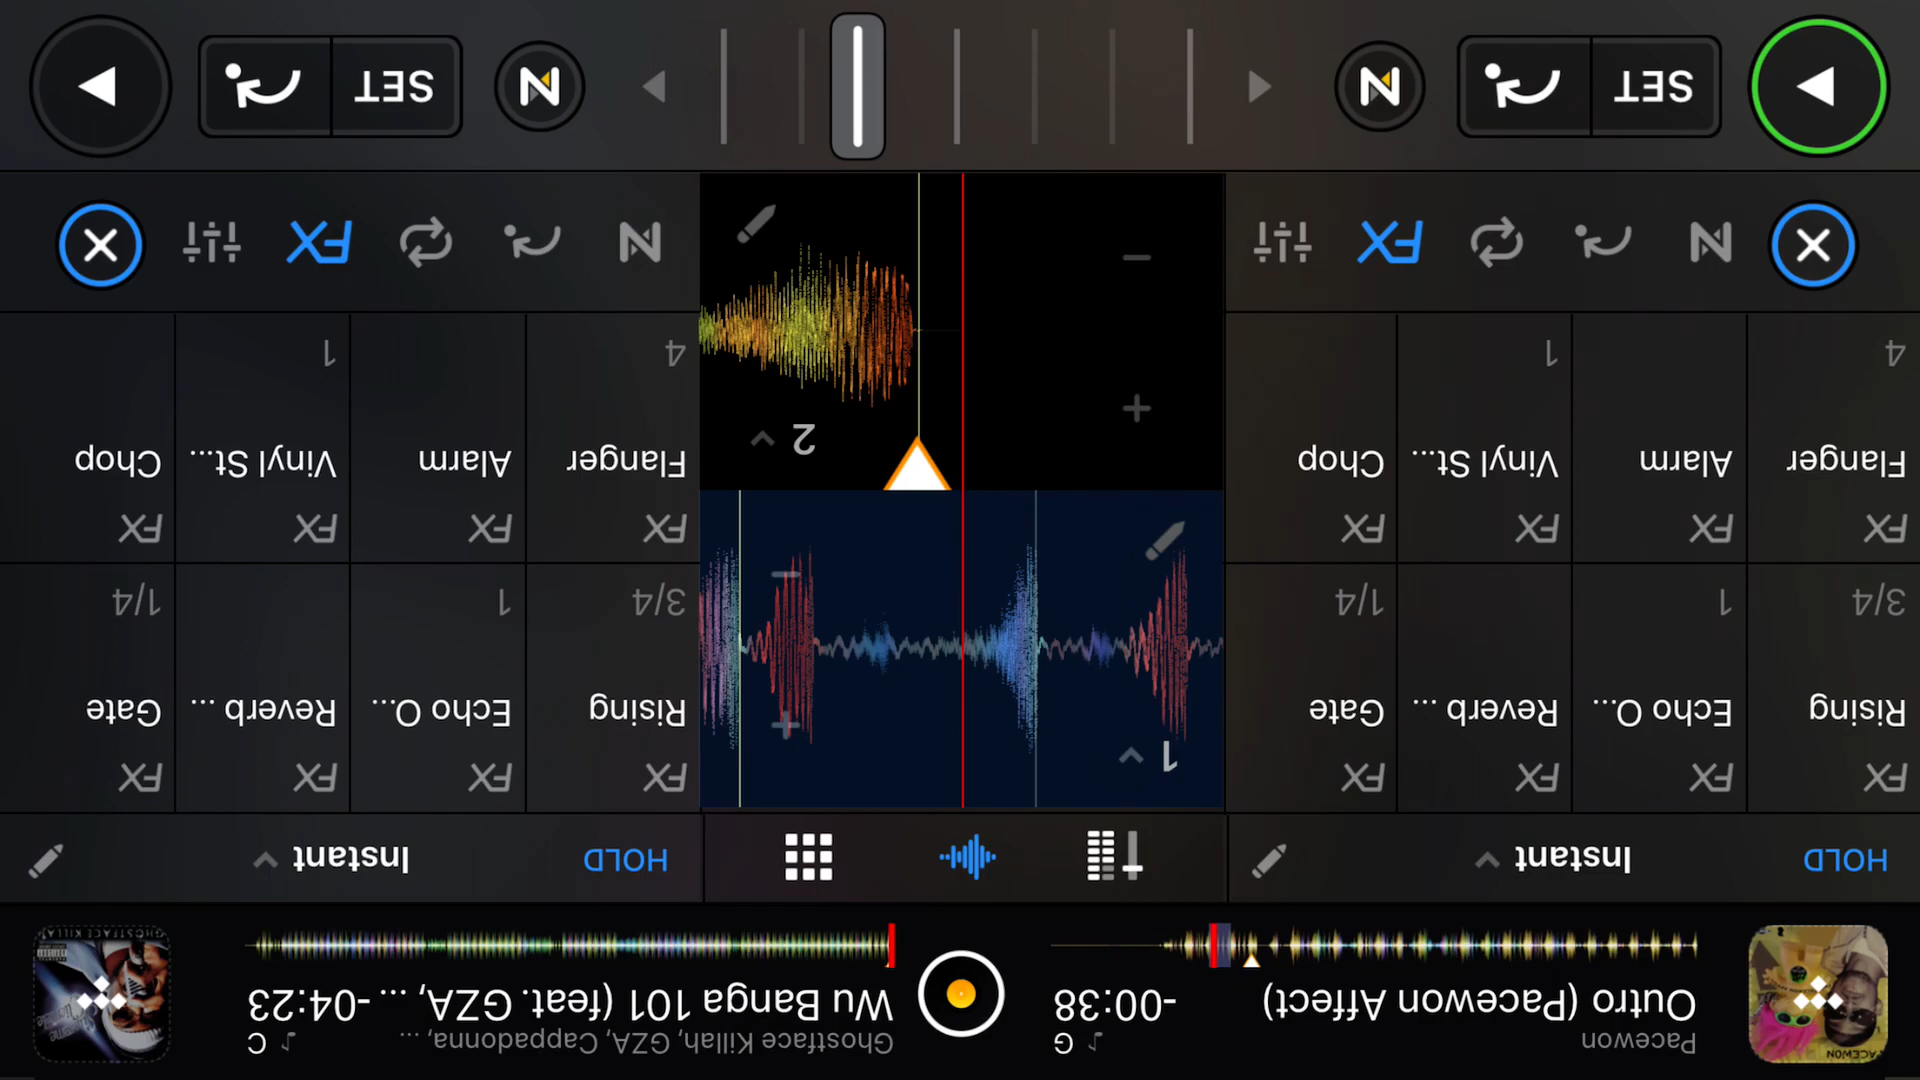 Pacewon
Outro (Pacewon Affect)
G
-00:38
Ghostface Killah, GZA, Cappadonna, ...
Wu Banga 101 (feat. GZA, ...
C
-04:23
PACEWON
GHOSTFACE KILLAH
HOLD
Instant
HOLD
Instant
FX
Rising
3/4
FX
Echo O...
1
FX
Reverb ...
FX
Gate
1/4
FX
Flanger
4
FX
Alarm
FX
Vinyl St...
1
FX
Chop
1
2
FX
Rising
3/4
FX
Echo O...
1
FX
Reverb ...
FX
Gate
1/4
FX
Flanger
4
FX
Alarm
FX
Vinyl St...
1
FX
Chop
FX
FX
SET
SET